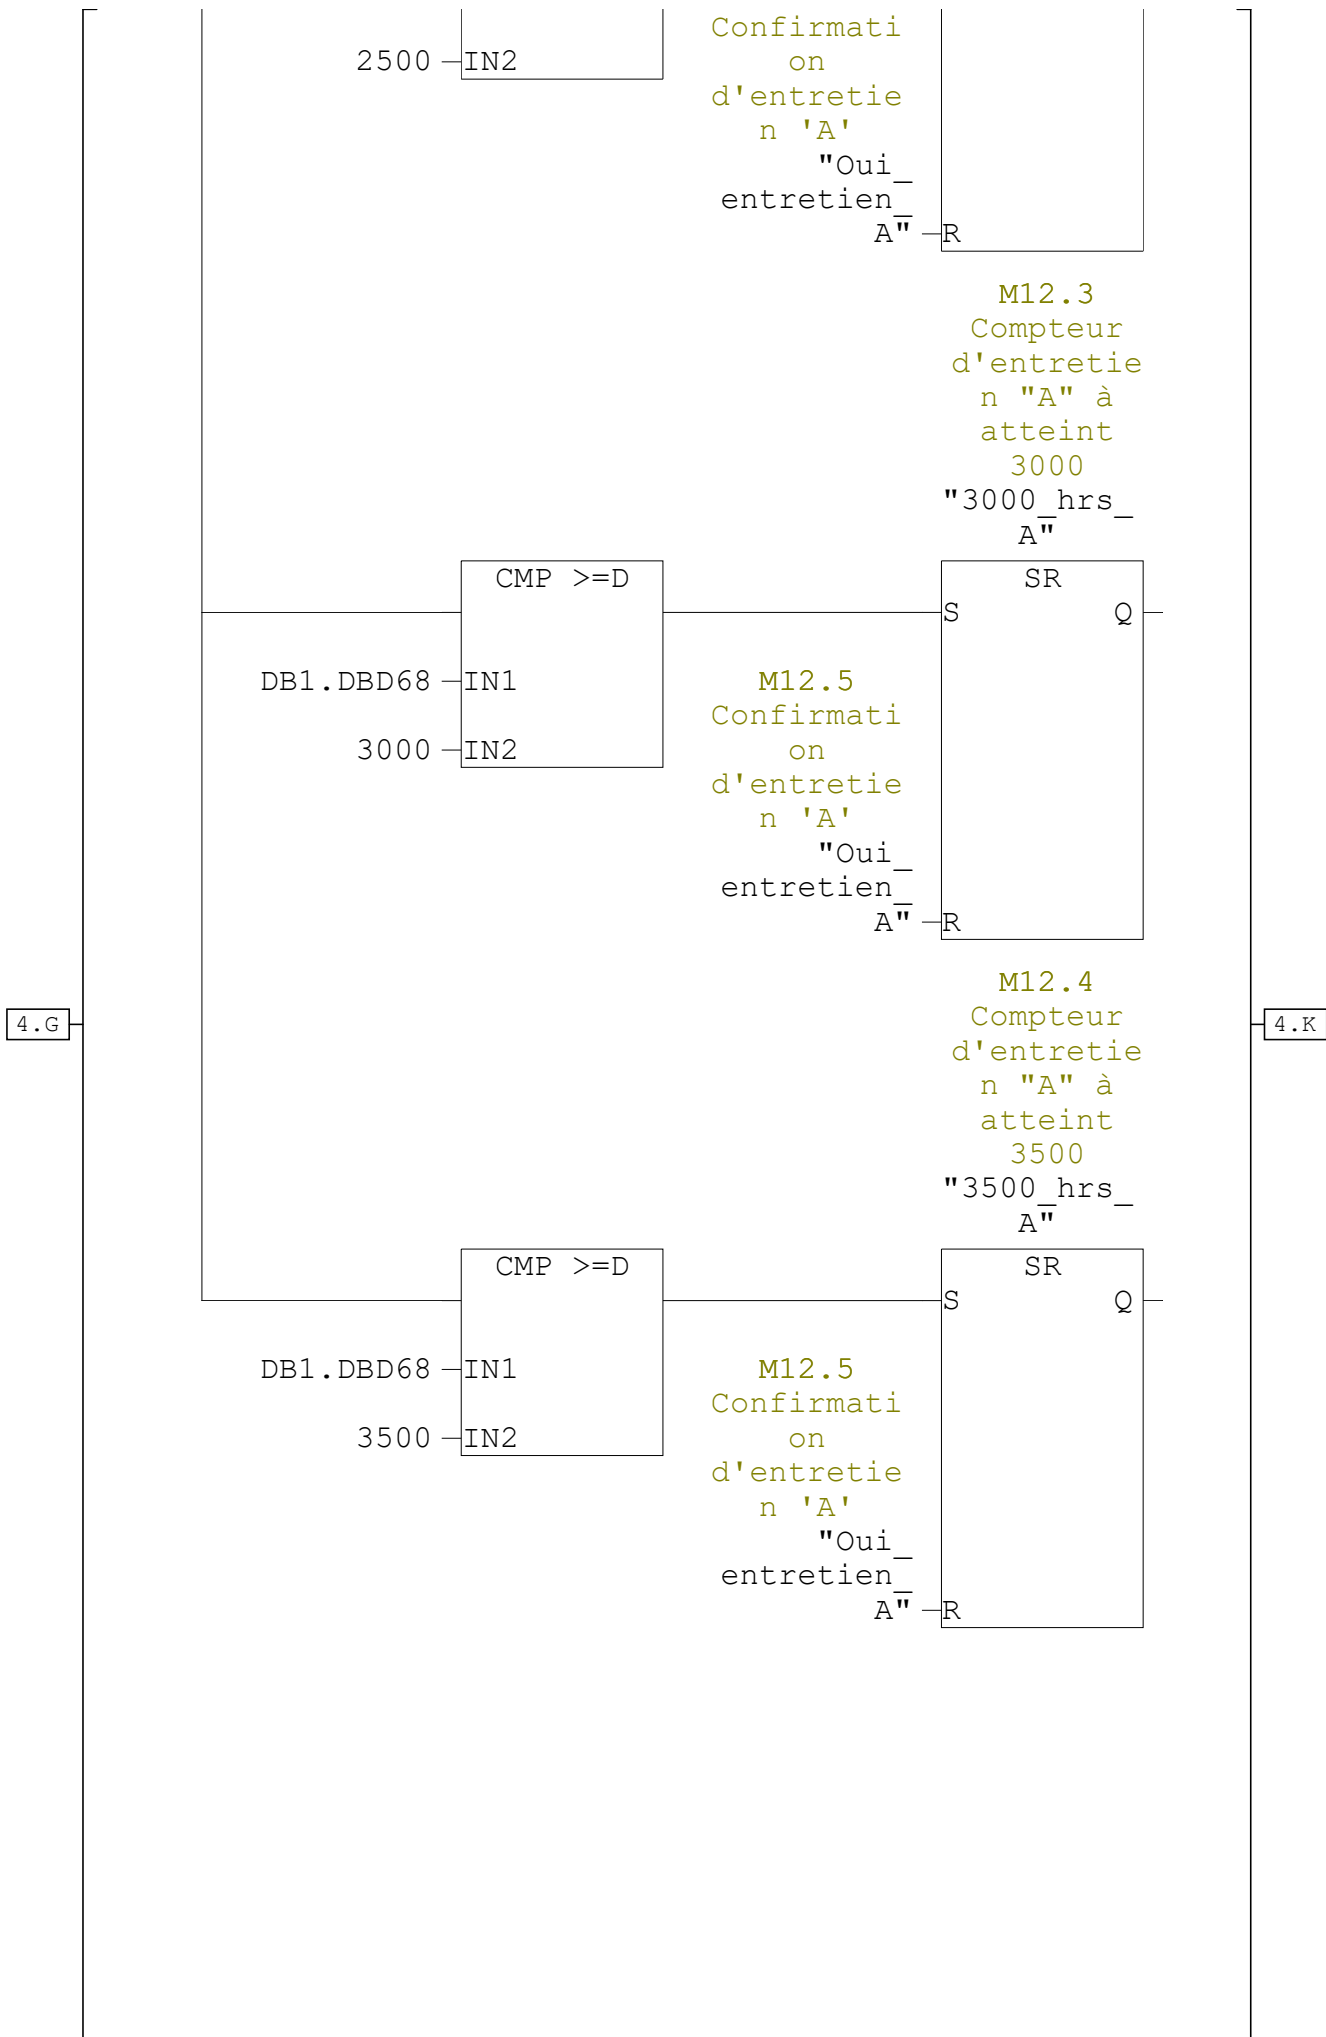 Confirmati
2500 IN2 on
d'entretie
n 'A'
"Oui_
entretien_
A" R
M12.3
Compteur
d'entretie
n "A" à
atteint
3000
"3000_hrs_
A"
CMP >=D SR
S Q
DB1.DBD68 IN1 M12.5
Confirmati
3000 IN2 on
d'entretie
n 'A'
"Oui_
entretien_
A" R
M12.4
4.G Compteur 4.K
d'entretie
n "A" à
atteint
3500
"3500_hrs_
A"
CMP >=D SR
S Q
DB1.DBD68 IN1 M12.5
Confirmati
3500 IN2 on
d'entretie
n 'A'
"Oui_
entretien_
A" R